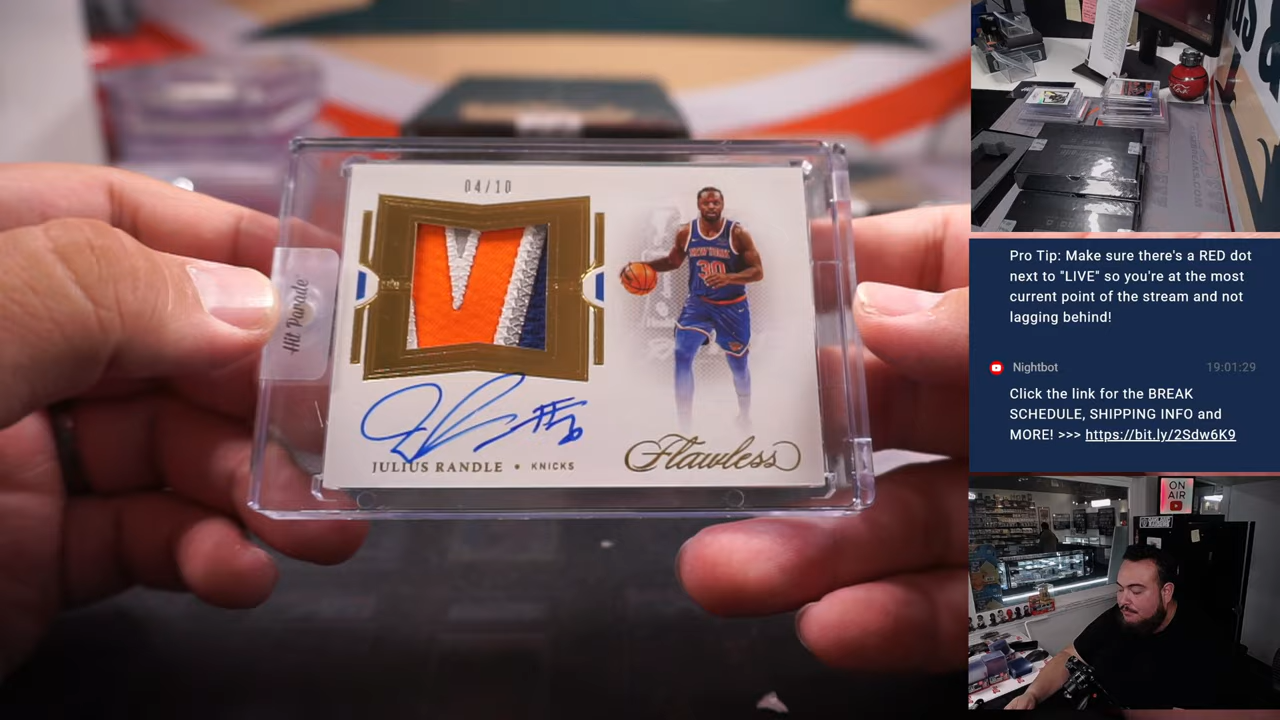 04/10
Hit Parade
NEW YORK
30
JULIUS RANDLE • KNICKS
Flawless
Pro Tip: Make sure there's a RED dot
next to "LIVE" so you're at the most
current point of the stream and not
lagging behind!
Nightbot 19:01:29
Click the link for the BREAK
SCHEDULE, SHIPPING INFO and
MORE! >>> https://bit.ly/2Sdw6K9
ON
AIR